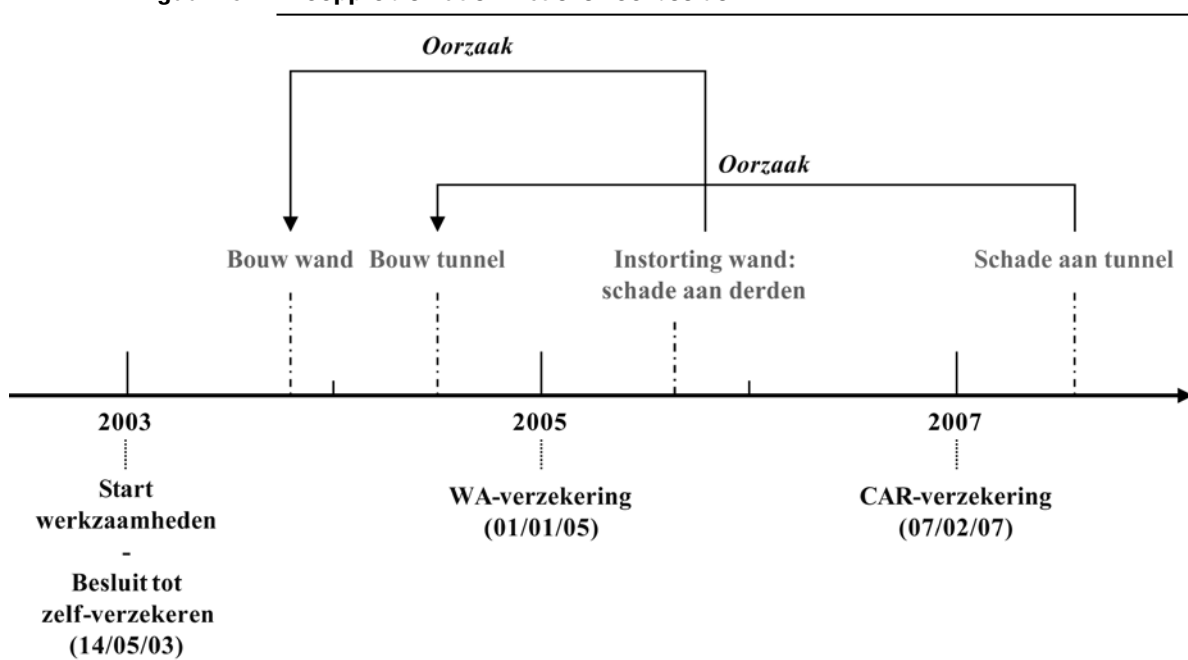 Oorzaak
Oorzaak
Bouw wand
Bouw tunnel
Instorting wand:
schade aan derden
Schade aan tunnel
2003
2005
2007
Start
werkzaamheden
-
Besluit tot
zelf-verzekeren
(14/05/03)
WA-verzekering
(01/01/05)
CAR-verzekering
(07/02/07)